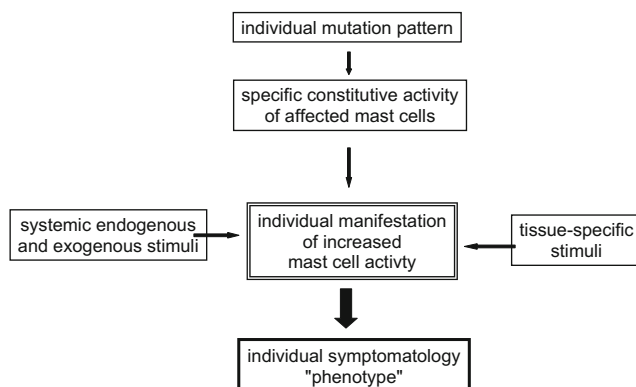 individual mutation pattern
specific constitutive activity
of affected mast cells
systemic endogenous
and exogenous stimuli
individual manifestation
of increased
mast cell activty
tissue-specific
stimuli
individual symptomatology
"phenotype"